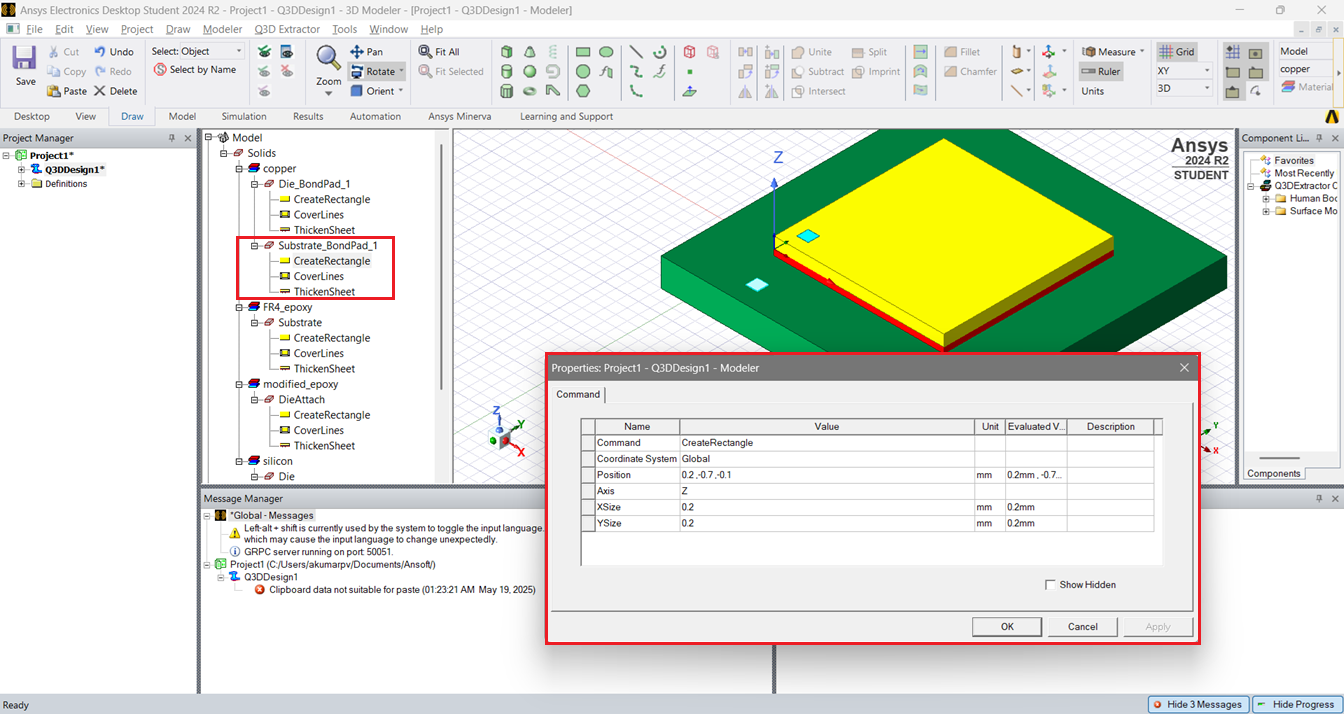 Ansys Electronics Desktop Student 2024 R2 - Project1 - Q3DDesign1 - 3D Modeler - [Project1 - Q3DDesign1 - Modeler]
File Edit View Project Draw Modeler Q3D Extractor Tools Window Help
Save
Cut
Copy
Paste
Undo
Redo
Delete
Select: Object
Select by Name
Zoom
Pan
Rotate
Orient
Fit All
Fit Selected
Unite
Subtract
Intersect
Split
Imprint
Fillet
Chamfer
Measure
Ruler
Units
Grid
XY
3D
Model
copper
Material
Desktop View Draw Model Simulation Results Automation Ansys Minerva Learning and Support
Project Manager
Project1*
Q3DDesign1*
Definitions
Model
Solids
copper
Die_BondPad_1
CreateRectangle
CoverLines
ThickenSheet
Substrate_BondPad_1
CreateRectangle
CoverLines
ThickenSheet
FR4_epoxy
Substrate
CreateRectangle
CoverLines
ThickenSheet
modified_epoxy
DieAttach
CreateRectangle
CoverLines
ThickenSheet
silicon
Die
Z
Ansys
2024 R2
STUDENT
Z
Y
X
Y
X
Component Li...
Favorites
Most Recently
Q3DExtractor C
Human Bod
Surface Mo
Components
Properties: Project1 - Q3DDesign1 - Modeler
Command
Name Value Unit Evaluated V... Description
Command CreateRectangle
Coordinate System Global
Position 0.2 ,-0.7 ,-0.1 mm 0.2mm , -0.7...
Axis Z
XSize 0.2 mm 0.2mm
YSize 0.2 mm 0.2mm
Show Hidden
OK Cancel Apply
Message Manager
*Global - Messages
Left-alt + shift is currently used by the system to toggle the input language.
which may cause the input language to change unexpectedly.
GRPC server running on port: 50051.
Project1 (C:/Users/akumarpv/Documents/Ansoft/)
Q3DDesign1
Clipboard data not suitable for paste (01:23:21 AM May 19, 2025)
Ready
Hide 3 Messages
Hide Progress